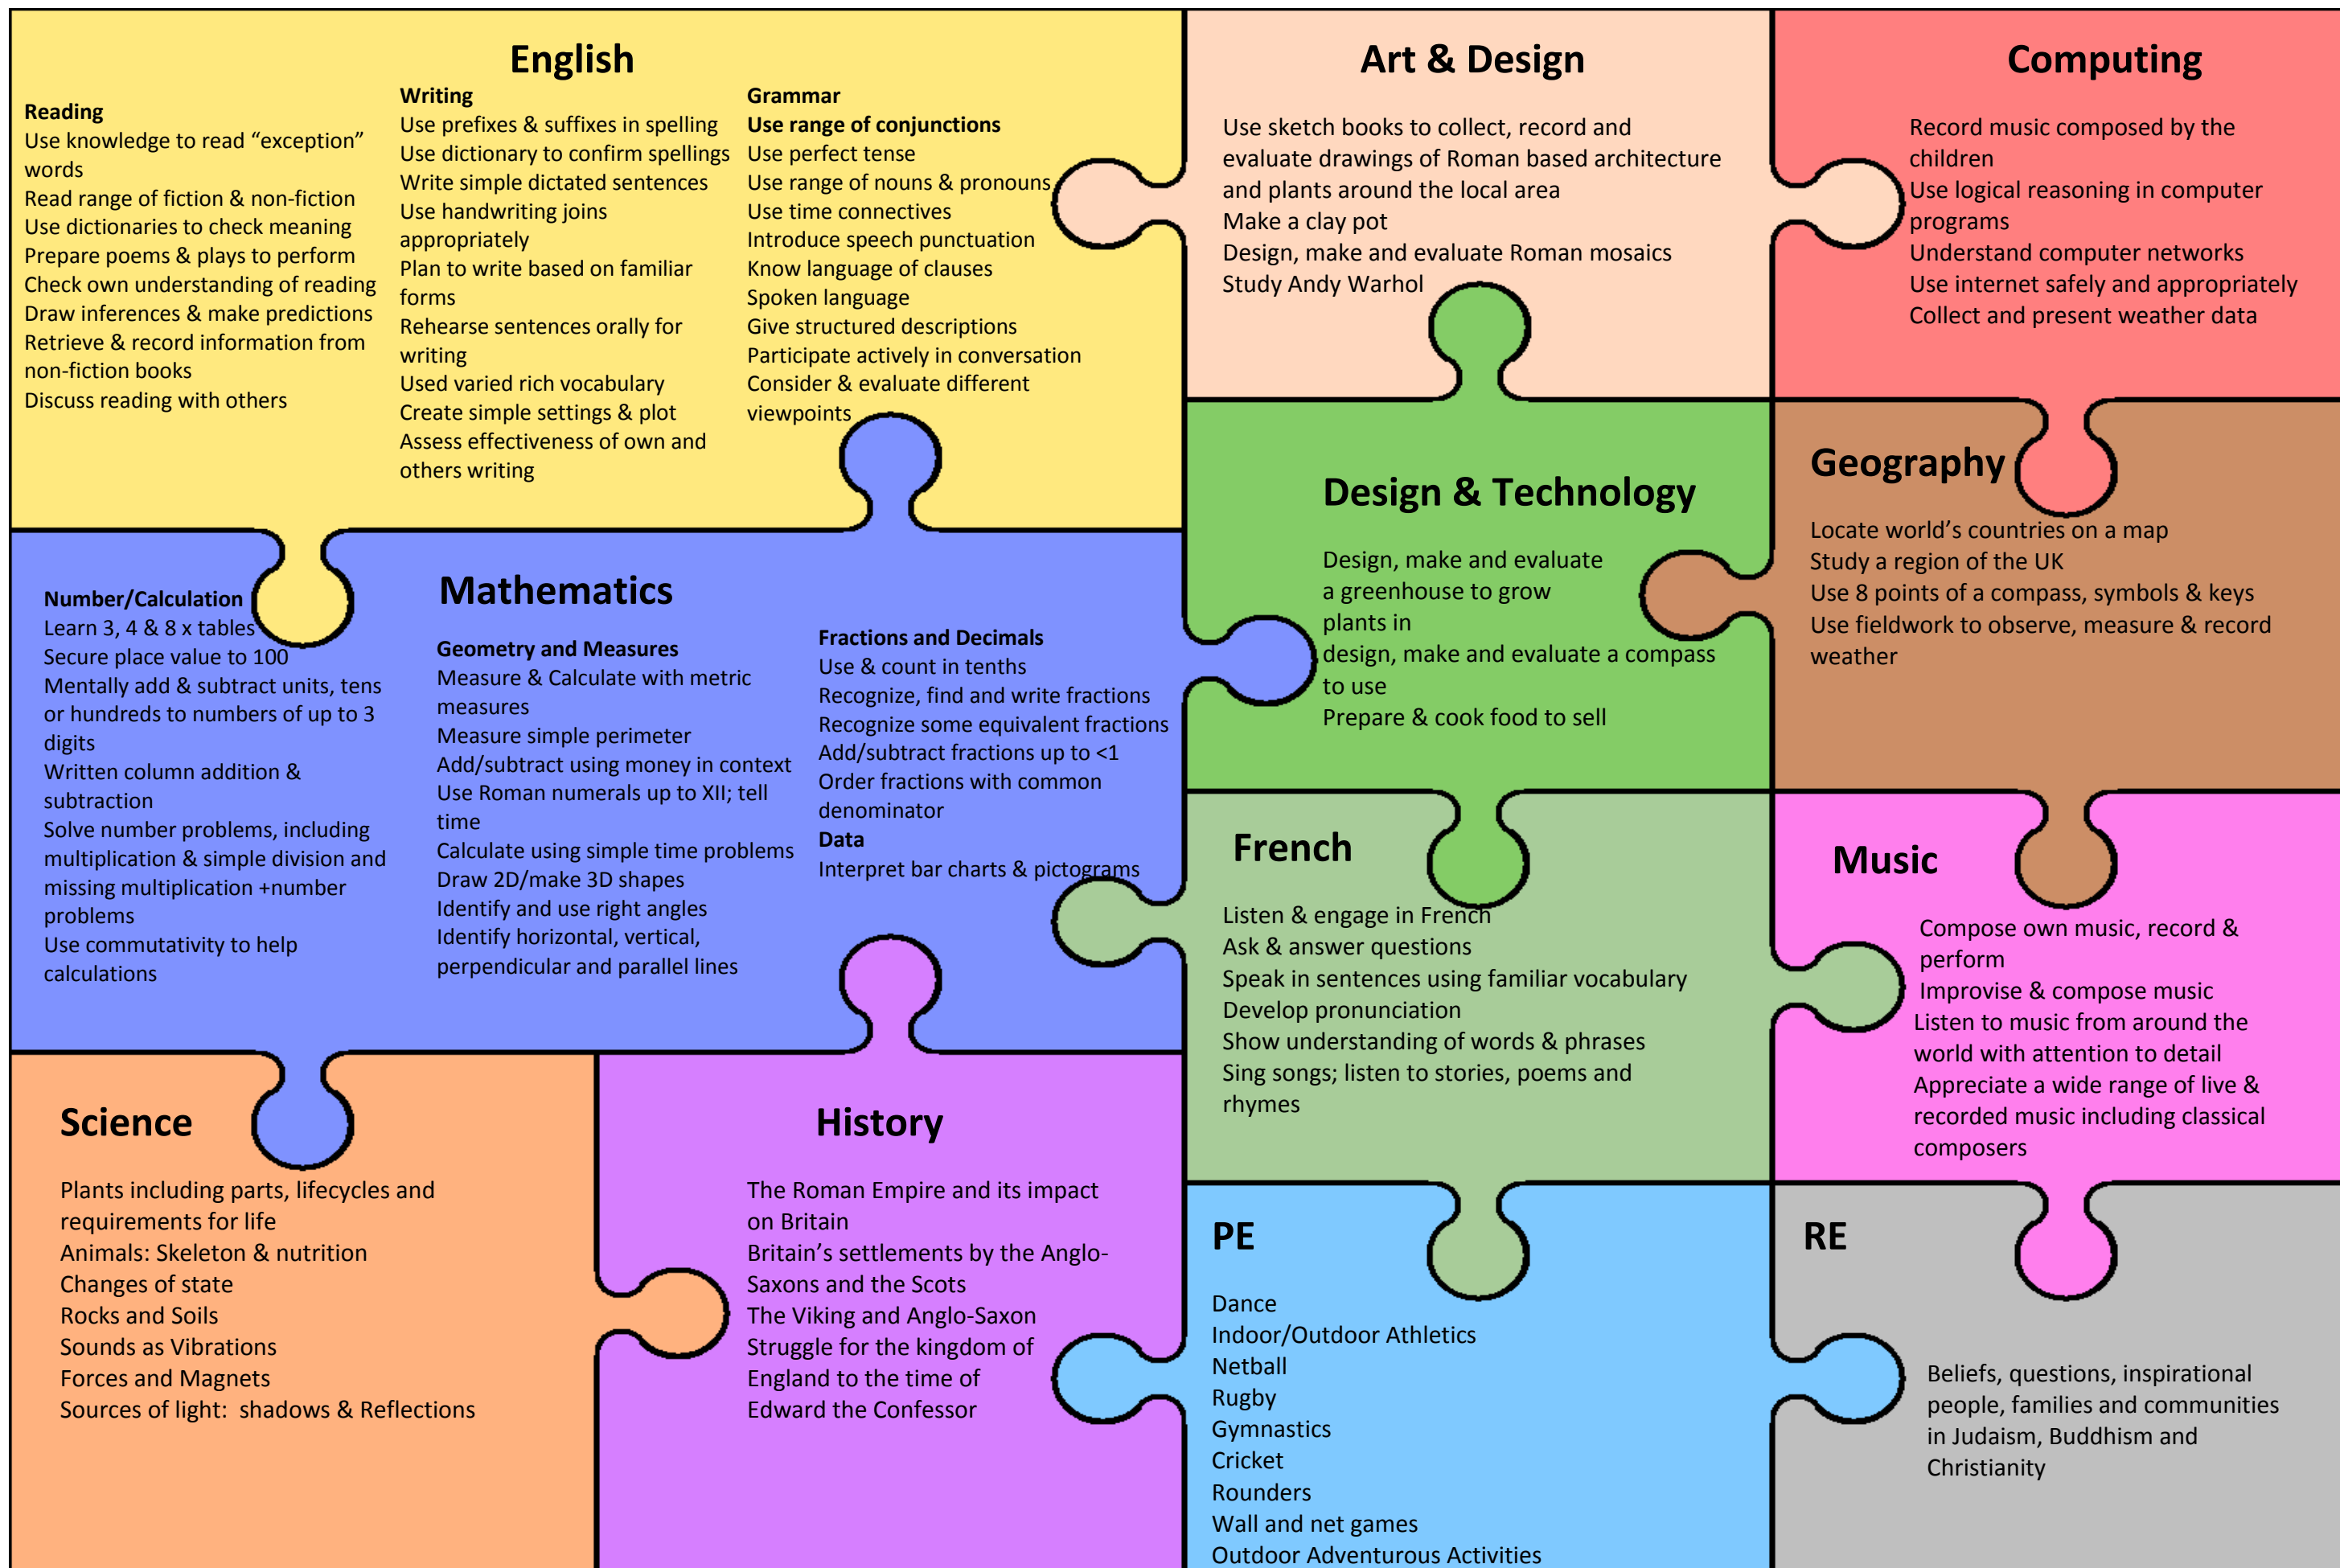 English
Reading
Use knowledge to read “exception”
words
Read range of fiction & non-fiction
Use dictionaries to check meaning
Prepare poems & plays to perform
Check own understanding of reading
Draw inferences & make predictions
Retrieve & record information from
non-fiction books
Discuss reading with others
Writing
Use prefixes & suffixes in spelling
Use dictionary to confirm spellings
Write simple dictated sentences
Use handwriting joins
appropriately
Plan to write based on familiar
forms
Rehearse sentences orally for
writing
Used varied rich vocabulary
Create simple settings & plot
Assess effectiveness of own and
others writing
Grammar
Use range of conjunctions
Use perfect tense
Use range of nouns & pronouns
Use time connectives
Introduce speech punctuation
Know language of clauses
Spoken language
Give structured descriptions
Participate actively in conversation
Consider & evaluate different
viewpoints
Art & Design
Use sketch books to collect, record and
evaluate drawings of Roman based architecture
and plants around the local area
Make a clay pot
Design, make and evaluate Roman mosaics
Study Andy Warhol
Computing
Record music composed by the
children
Use logical reasoning in computer
programs
Understand computer networks
Use internet safely and appropriately
Collect and present weather data
Mathematics
Number/Calculation
Learn 3, 4 & 8 x tables
Secure place value to 100
Mentally add & subtract units, tens
or hundreds to numbers of up to 3
digits
Written column addition &
subtraction
Solve number problems, including
multiplication & simple division and
missing multiplication +number
problems
Use commutativity to help
calculations
Geometry and Measures
Measure & Calculate with metric
measures
Measure simple perimeter
Add/subtract using money in context
Use Roman numerals up to XII; tell
time
Calculate using simple time problems
Draw 2D/make 3D shapes
Identify and use right angles
Identify horizontal, vertical,
perpendicular and parallel lines
Fractions and Decimals
Use & count in tenths
Recognize, find and write fractions
Recognize some equivalent fractions
Add/subtract fractions up to <1
Order fractions with common
denominator
Data
Interpret bar charts & pictograms
Design & Technology
Design, make and evaluate
a greenhouse to grow
plants in
design, make and evaluate a compass
to use
Prepare & cook food to sell
Geography
Locate world’s countries on a map
Study a region of the UK
Use 8 points of a compass, symbols & keys
Use fieldwork to observe, measure & record
weather
French
Listen & engage in French
Ask & answer questions
Speak in sentences using familiar vocabulary
Develop pronunciation
Show understanding of words & phrases
Sing songs; listen to stories, poems and
rhymes
Music
Compose own music, record &
perform
Improvise & compose music
Listen to music from around the
world with attention to detail
Appreciate a wide range of live &
recorded music including classical
composers
Science
Plants including parts, lifecycles and
requirements for life
Animals: Skeleton & nutrition
Changes of state
Rocks and Soils
Sounds as Vibrations
Forces and Magnets
Sources of light:  shadows & Reflections
History
The Roman Empire and its impact
on Britain
Britain’s settlements by the Anglo-
Saxons and the Scots
The Viking and Anglo-Saxon
Struggle for the kingdom of
England to the time of
Edward the Confessor
PE
Dance
Indoor/Outdoor Athletics
Netball
Rugby
Gymnastics
Cricket
Rounders
Wall and net games
Outdoor Adventurous Activities
RE
Beliefs, questions, inspirational
people, families and communities
in Judaism, Buddhism and
Christianity